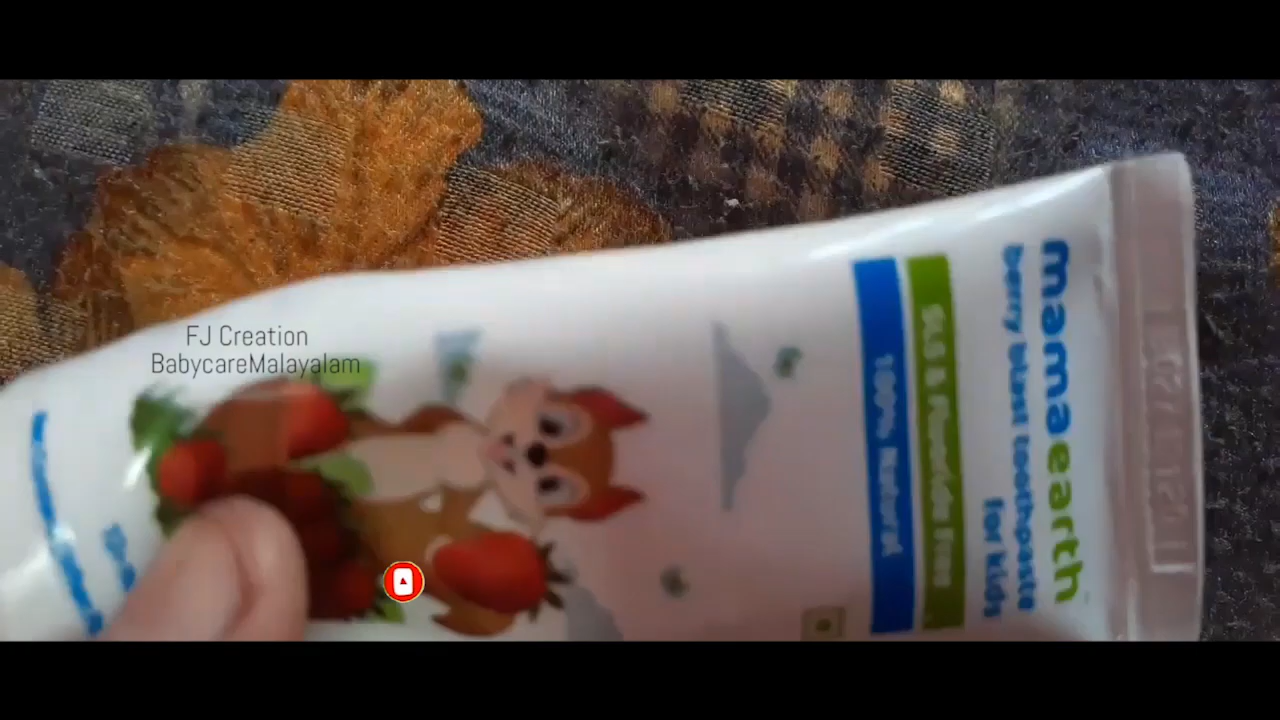 FJ Creation
BabycareMalayalam
mamaearth
berry blast toothpaste
for kids
SLS & Fluoride Free
100% Natural